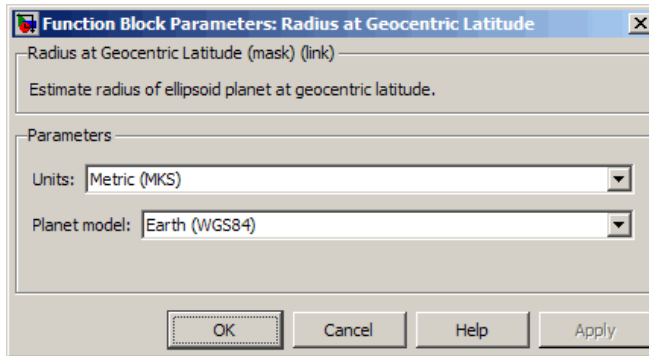 Function Block Parameters: Radius at Geocentric Latitude
Radius at Geocentric Latitude (mask) (link)
Estimate radius of ellipsoid planet at geocentric latitude.
Parameters
Units: Metric (MKS)
Planet model: Earth (WGS84)
OK Cancel Help Apply